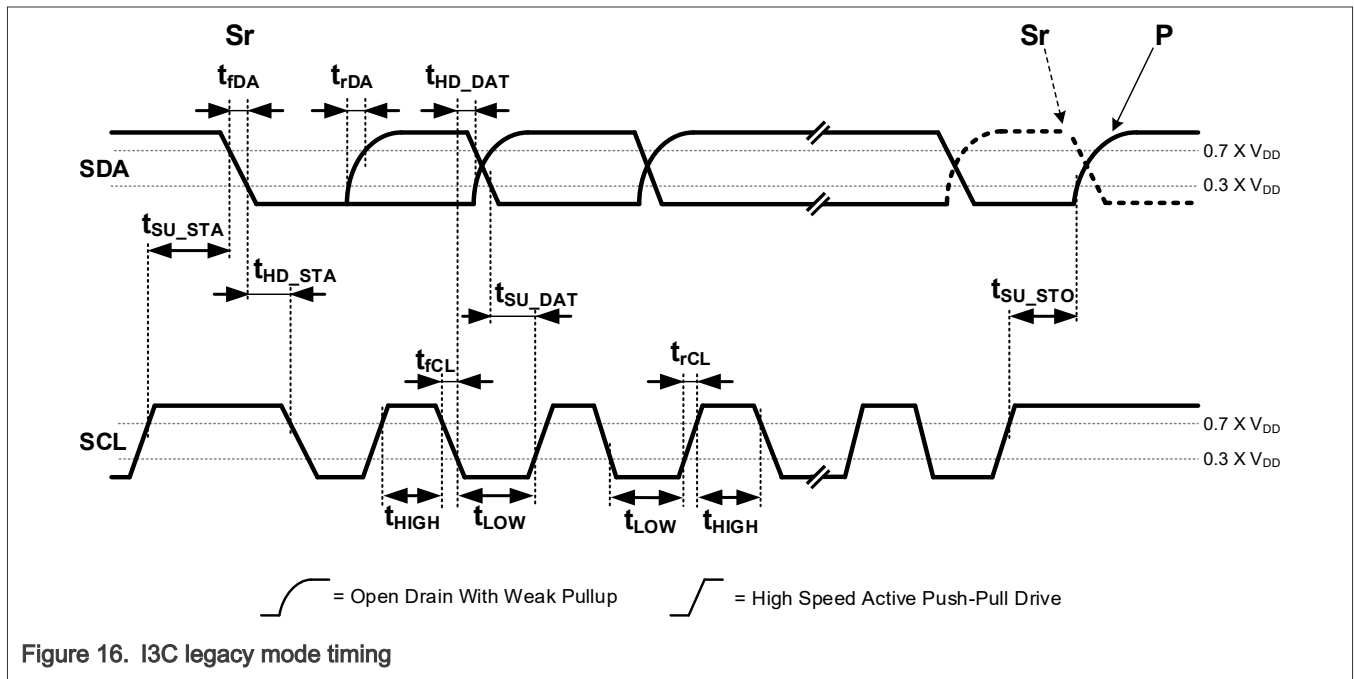 Sr
Sr
P
tfDA
trDA
tHD_DAT
SDA
0.7 X VDD
0.3 X VDD
tSU_STA
tHD_STA
tSU_DAT
tSU_STO
tfCL
trCL
SCL
0.7 X VDD
0.3 X VDD
tHIGH
tLOW
tLOW
tHIGH
= Open Drain With Weak Pullup
= High Speed Active Push-Pull Drive
Figure 16. I3C legacy mode timing